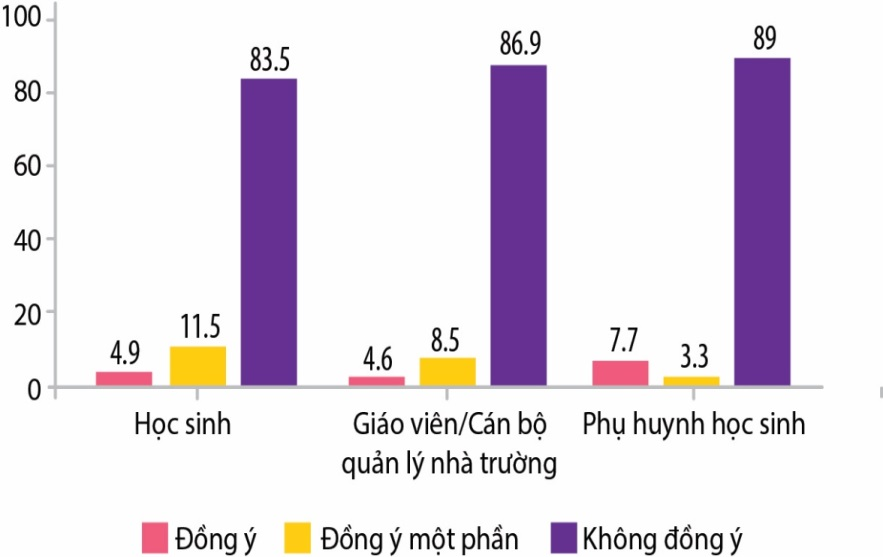 100
80
60
40
20
0
4.9
11.5
83.5
4.6
8.5
86.9
7.7
3.3
89
Học sinh
Giáo viên/Cán bộ
quản lý nhà trường
Phụ huynh học sinh
Đồng ý
Đồng ý một phần
Không đồng ý